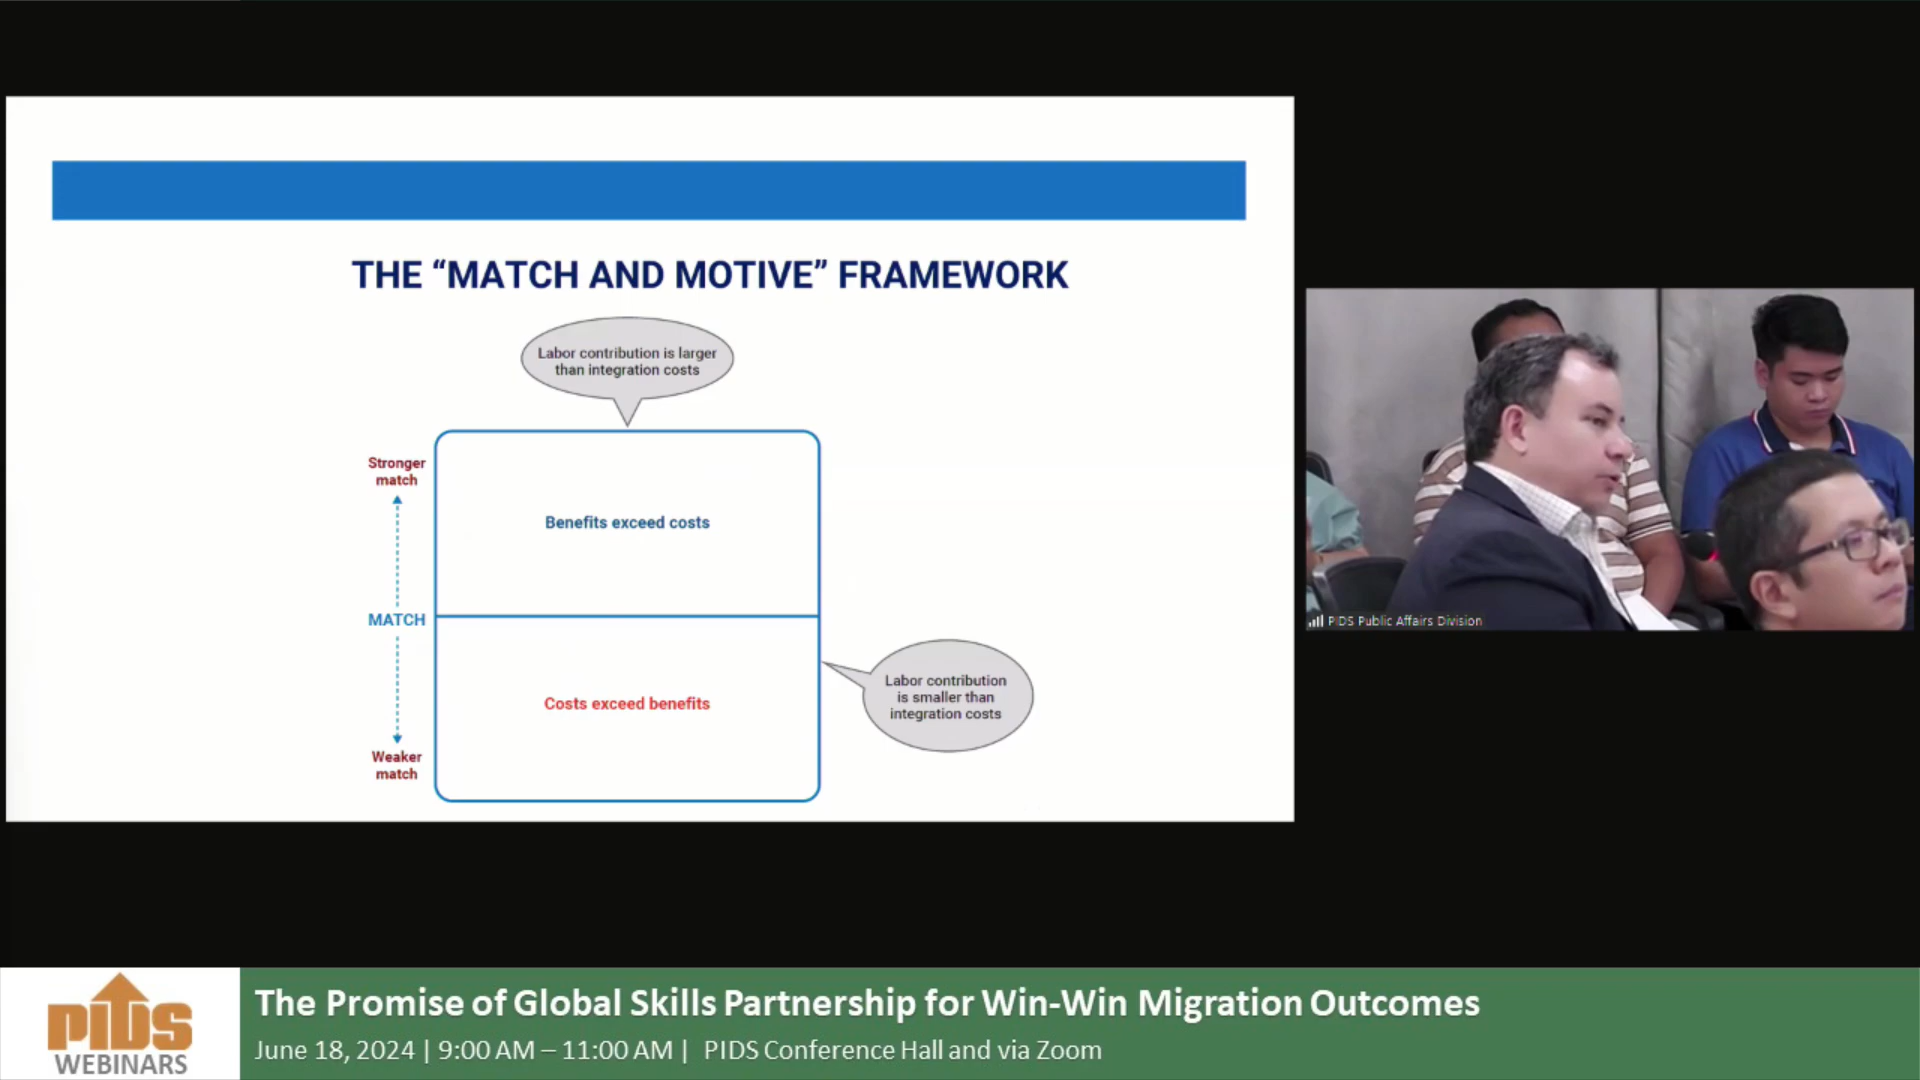 THE “MATCH AND MOTIVE” FRAMEWORK
Labor contribution is larger
than integration costs
Stronger
match
Benefits exceed costs
MATCH
Labor contribution
is smaller than
integration costs
Costs exceed benefits
Weaker
match
PIDS Public Affairs Division
PIDS
WEBINARS
The Promise of Global Skills Partnership for Win-Win Migration Outcomes
June 18, 2024 | 9:00 AM – 11:00 AM | PIDS Conference Hall and via Zoom